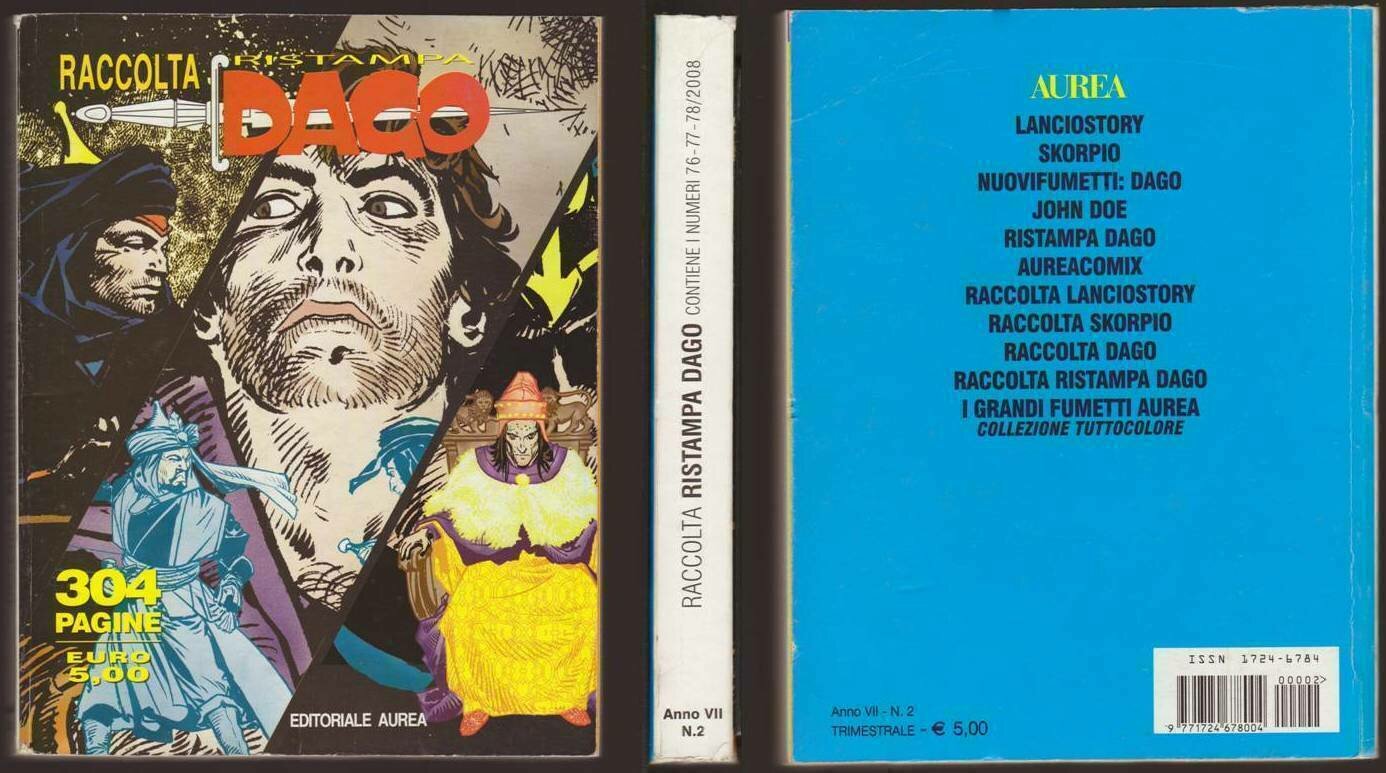 RACCOLTA
RISTAMPA
DAGO
304
PAGINE
EURO
5,00
EDITORIALE AUREA
RACCOLTA RISTAMPA DAGO CONTIENE I NUMERI 76-77-78/2008
Anno VII
N.2
AUREA
LANCIOSTORY
SKORPIO
NUOVIFUMETTI: DAGO
JOHN DOE
RISTAMPA DAGO
AUREACOMIX
RACCOLTA LANCIOSTORY
RACCOLTA SKORPIO
RACCOLTA DAGO
RACCOLTA RISTAMPA DAGO
I GRANDI FUMETTI AUREA
COLLEZIONE TUTTOCOLORE
ISSN 1724-6784
00002>
9 771724 678004
Anno VII - N. 2
TRIMESTRALE - € 5,00